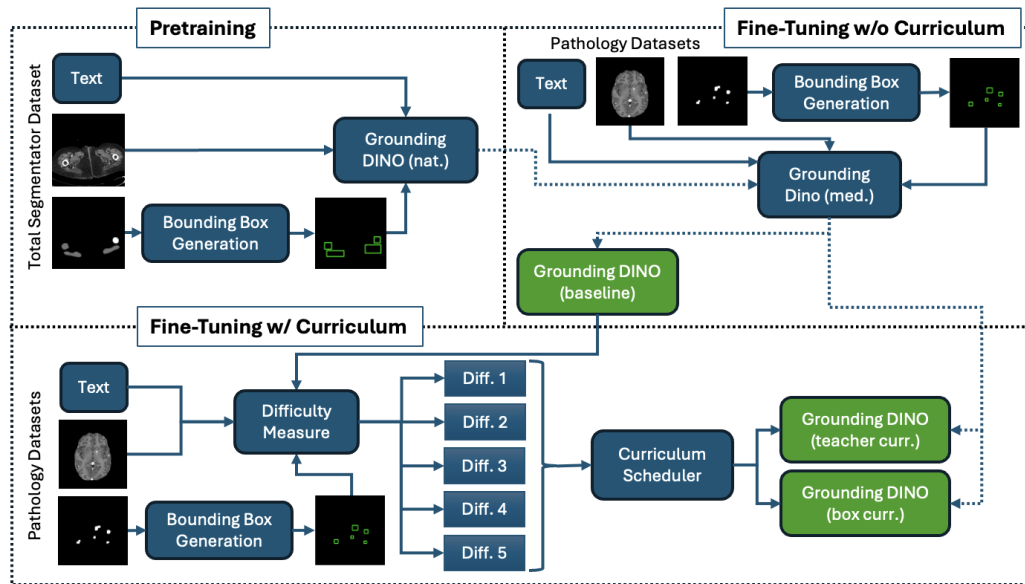 Pretraining
Total Segmentator Dataset
Text
Grounding
DINO (nat.)
Bounding Box
Generation
Fine-Tuning w/o Curriculum
Pathology Datasets
Text
Bounding Box
Generation
Grounding
Dino (med.)
Grounding DINO
(baseline)
Fine-Tuning w/ Curriculum
Pathology Datasets
Text
Bounding Box
Generation
Difficulty
Measure
Diff. 1
Diff. 2
Diff. 3
Diff. 4
Diff. 5
Curriculum
Scheduler
Grounding DINO
(teacher curr.)
Grounding DINO
(box curr.)